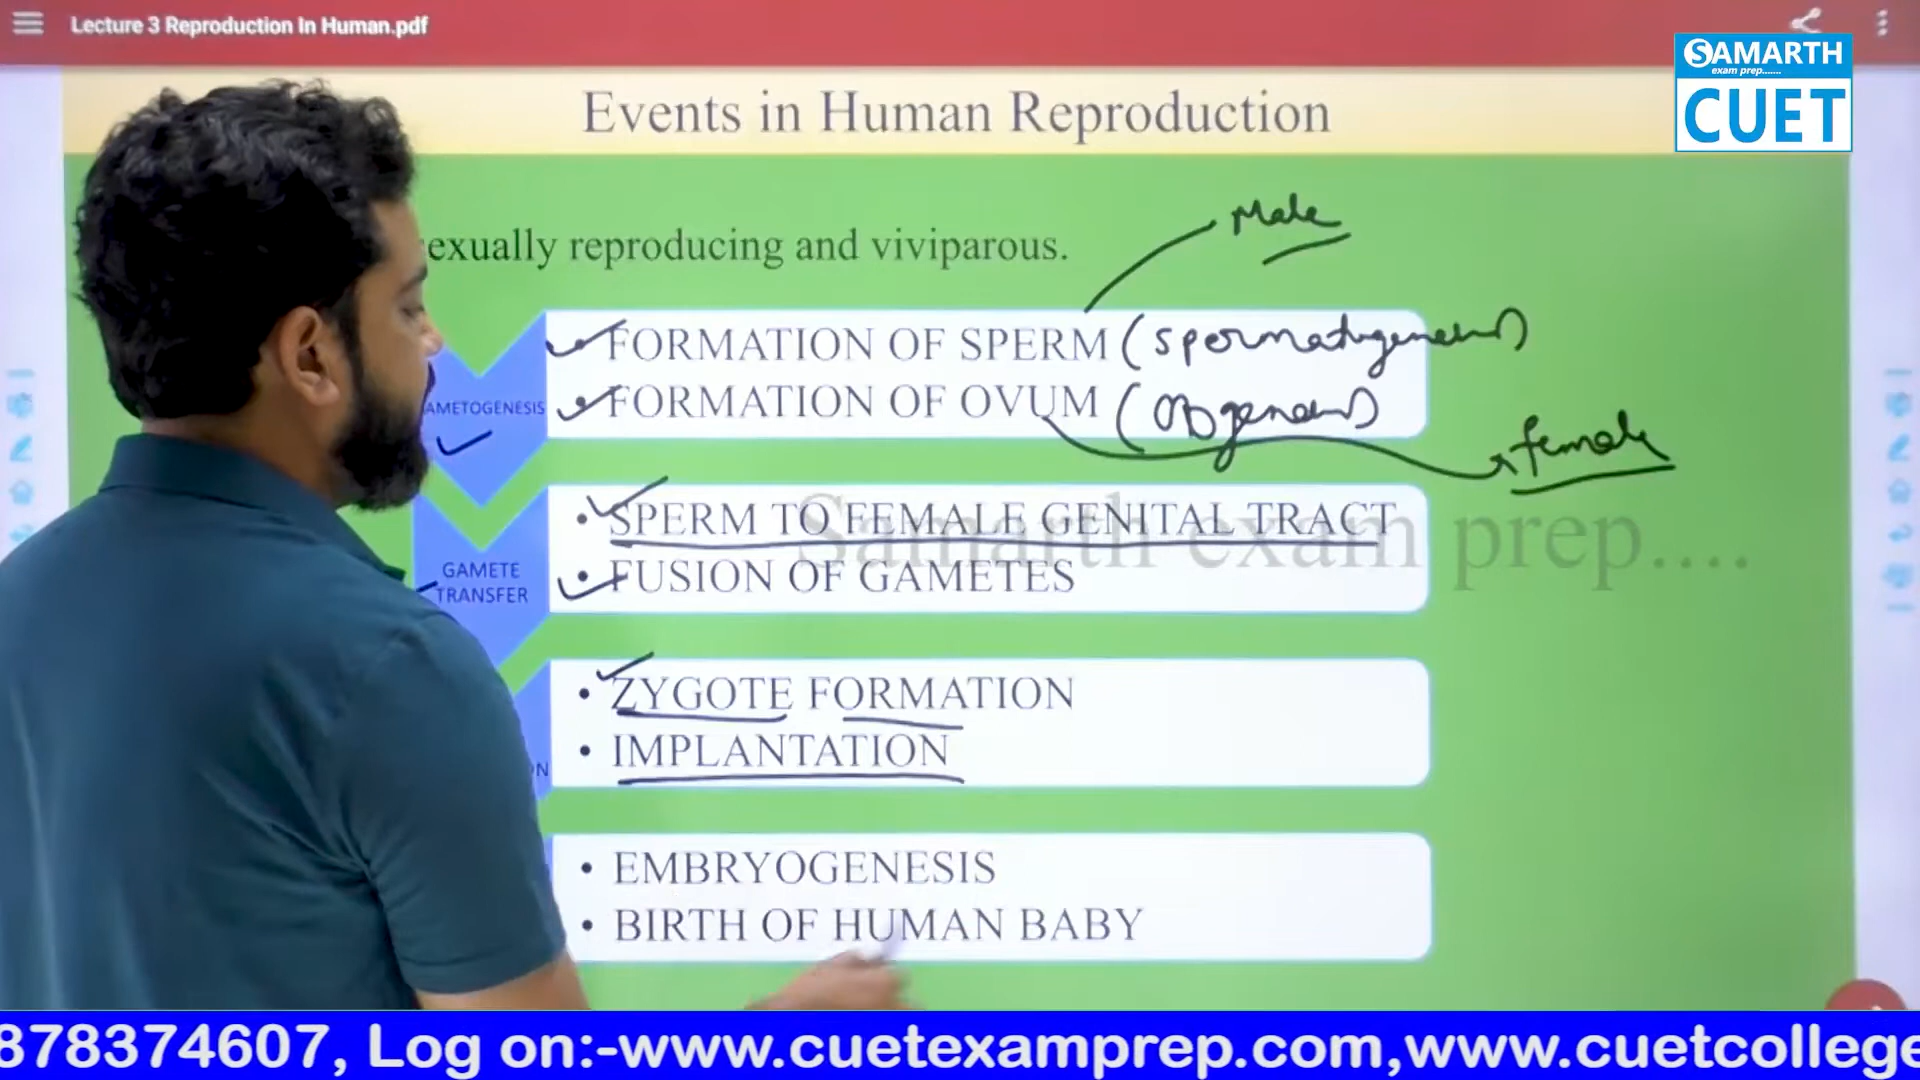 Lecture 3 Reproduction In Human.pdf
SAMARTH
exam prep.......
CUET
Events in Human Reproduction
exually reproducing and viviparous.
Male
AMETOGENESIS
• FORMATION OF SPERM (spermatogenesis)
• FORMATION OF OVUM (oogenesis)
female
GAMETE
TRANSFER
• SPERM TO FEMALE GENITAL TRACT
• FUSION OF GAMETES
Samarth exam prep....
• ZYGOTE FORMATION
• IMPLANTATION
N
• EMBRYOGENESIS
• BIRTH OF HUMAN BABY
878374607, Log on:-www.cuetexamprep.com,www.cuetcollege